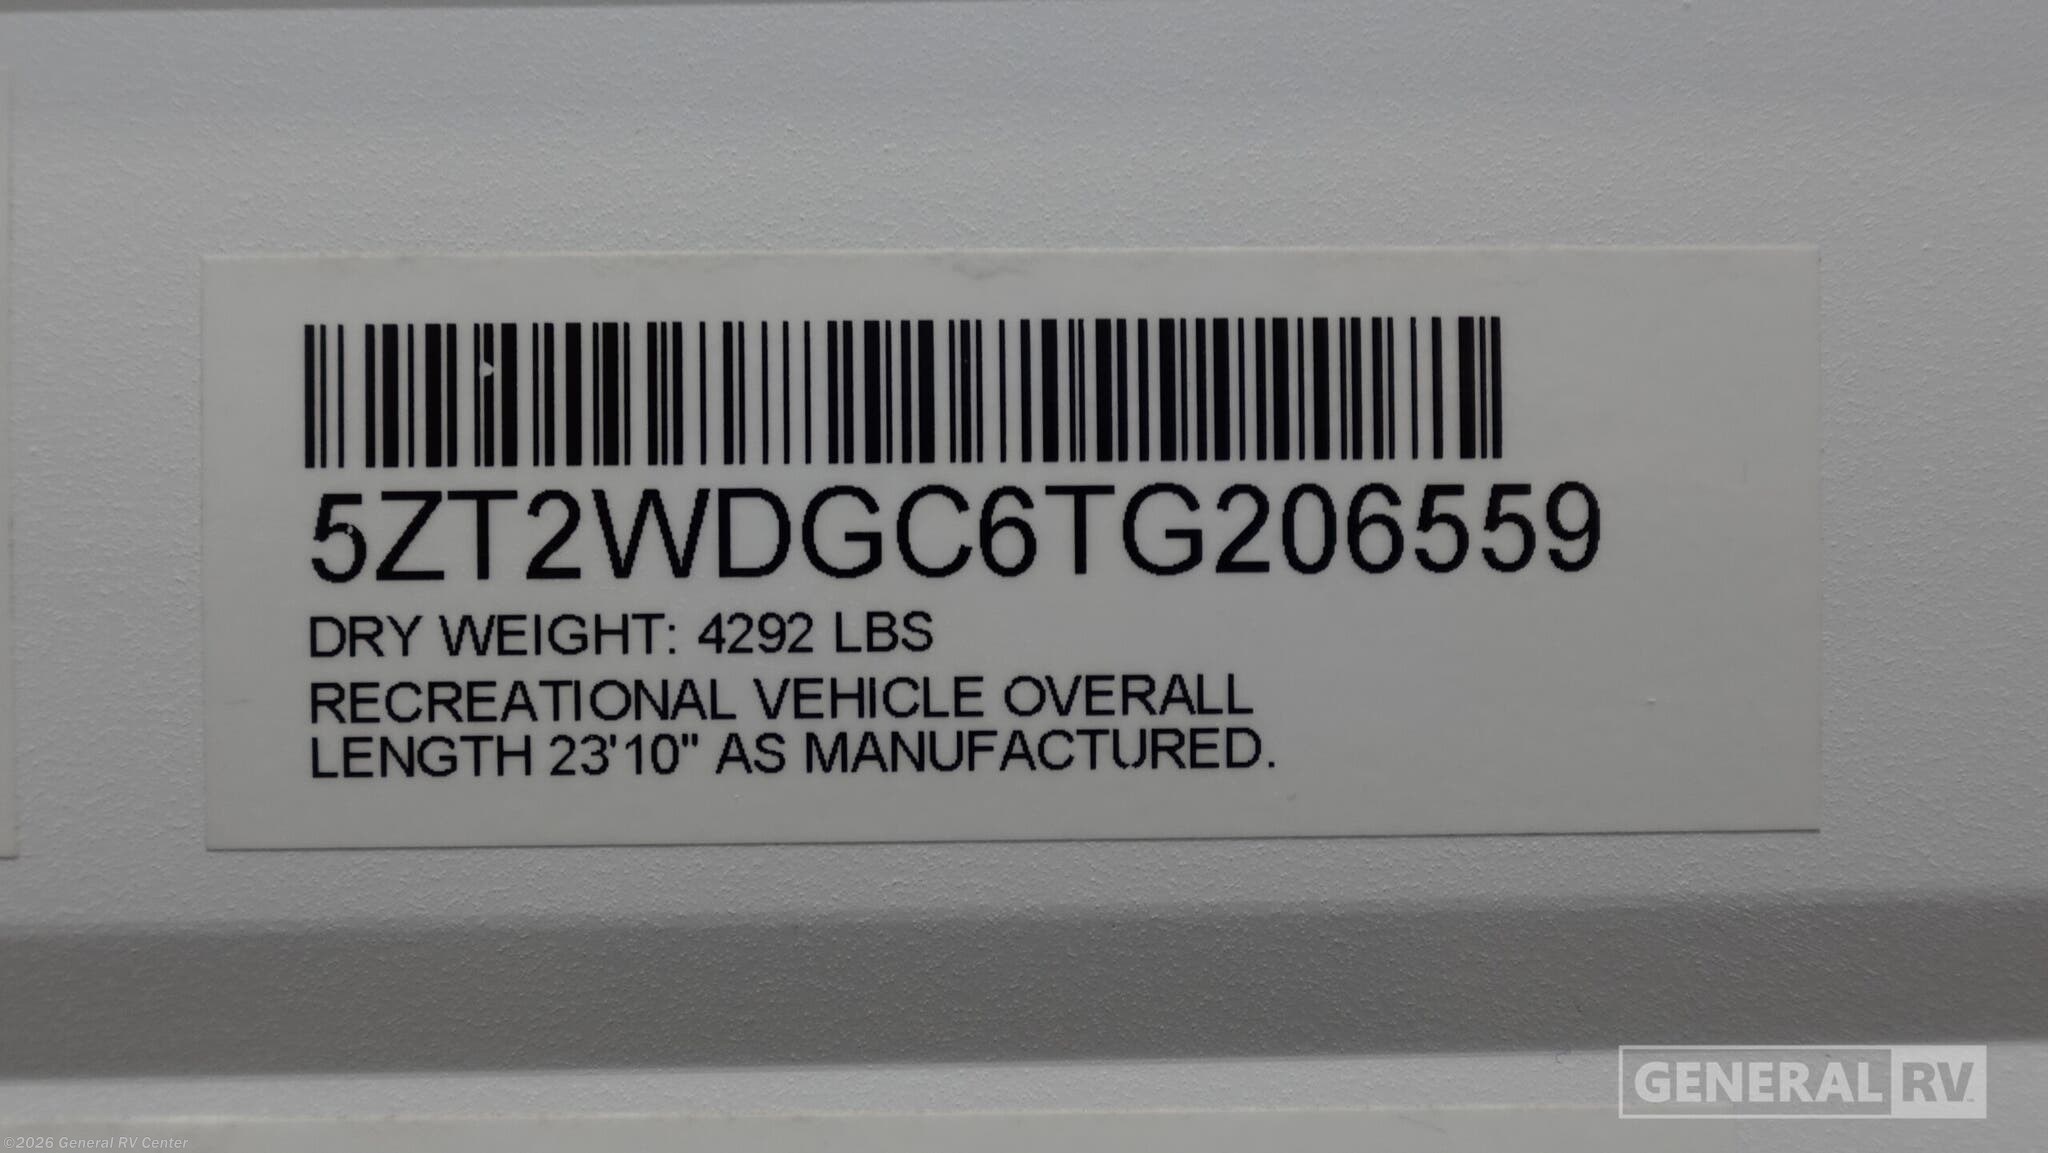 5ZT2WDGC6TG206559
DRY WEIGHT: 4292 LBS
RECREATIONAL VEHICLE OVERALL
LENGTH 23'10" AS MANUFACTURED.
GENERAL RV
©2026 General RV Center